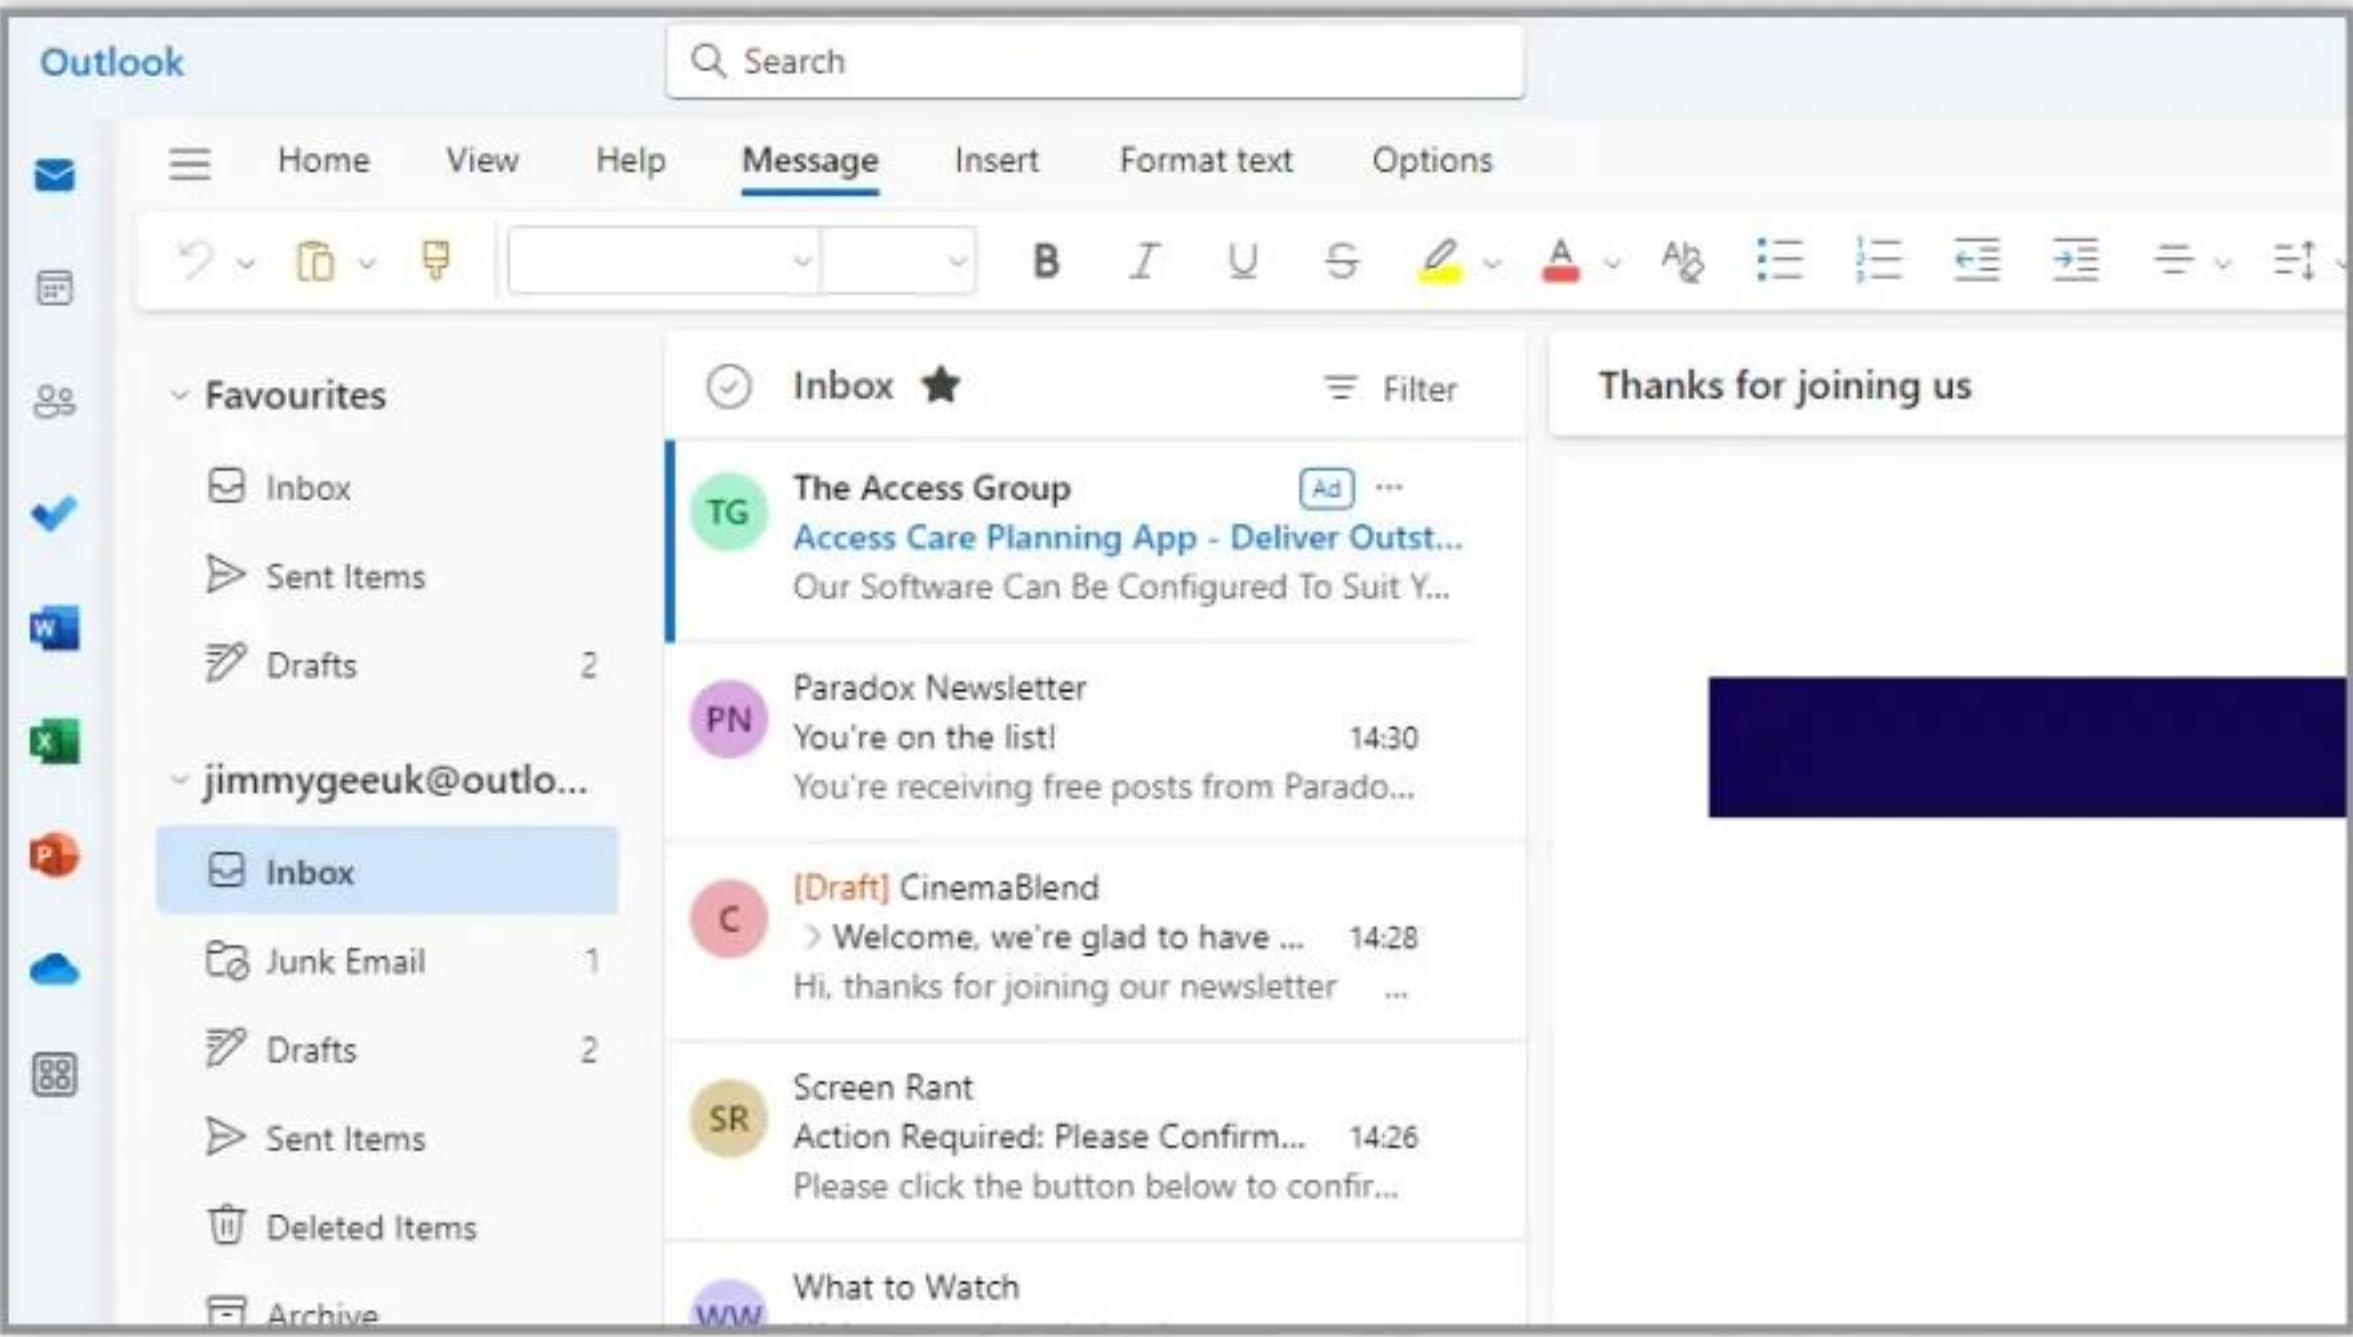 Outlook
Search
Home View Help Message Insert Format text Options
Favourites
Inbox
Sent Items
Drafts 2
jimmygeeuk@outlo...
Inbox
Junk Email 1
Drafts 2
Sent Items
Deleted Items
Archive
Inbox Filter
TG
The Access Group Ad ...
Access Care Planning App - Deliver Outst...
Our Software Can Be Configured To Suit Y...
PN
Paradox Newsletter
You're on the list! 14:30
You're receiving free posts from Parado...
C
[Draft] CinemaBlend
Welcome, we're glad to have ... 14:28
Hi, thanks for joining our newsletter ...
SR
Screen Rant
Action Required: Please Confirm... 14:26
Please click the button below to confir...
WW
What to Watch
Thanks for joining us